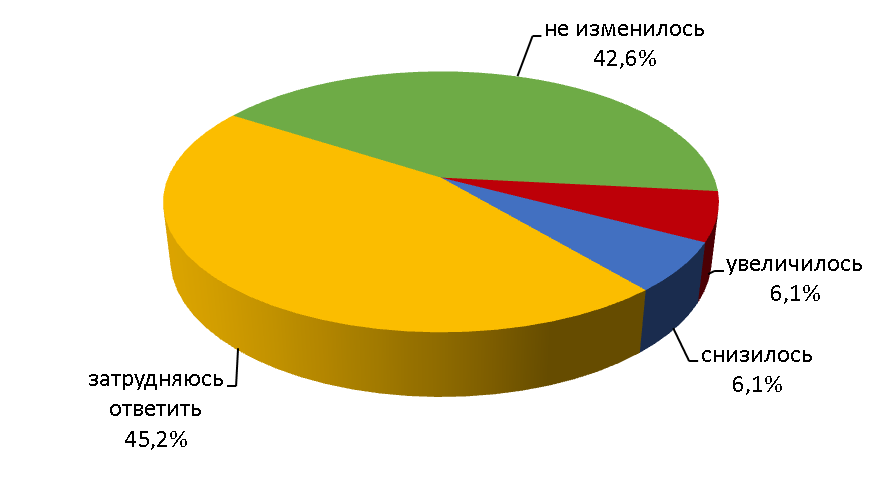 не изменилось
42,6%
увеличилось
6,1%
снизилось
6,1%
затрудняюсь
ответить
45,2%